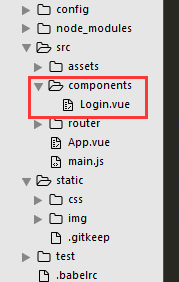 config
node_modules
src
assets
components
Login.vue
router
App.vue
main.js
static
css
img
.gitkeep
test
.babelrc